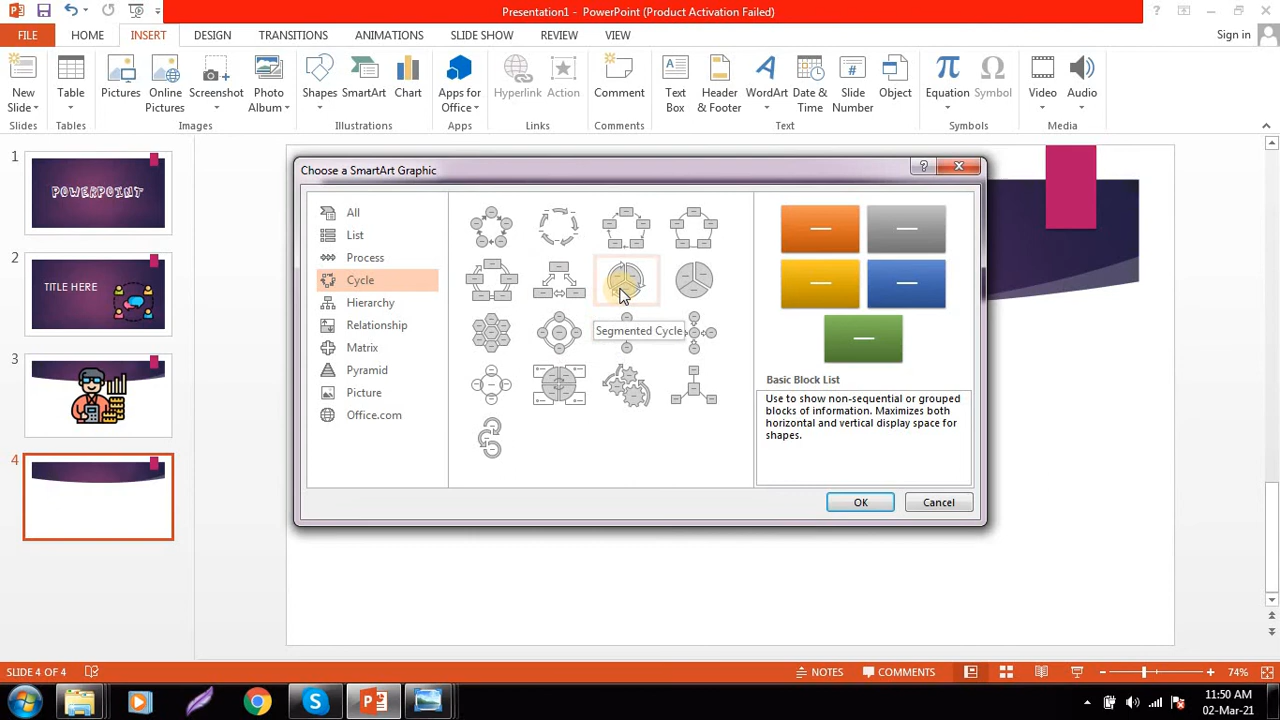 Presentation1 - PowerPoint (Product Activation Failed)
FILE HOME INSERT DESIGN TRANSITIONS ANIMATIONS SLIDE SHOW REVIEW VIEW Sign in
New Slide Table Pictures Online Pictures Screenshot Photo Album Shapes SmartArt Chart Apps for Office Hyperlink Action Comment Text Box Header & Footer WordArt Date & Time Slide Number Object Equation Symbol Video Audio
Slides Tables Images Illustrations Apps Links Comments Text Symbols Media
1
POWERPOINT
2
TITLE HERE
3
4
Choose a SmartArt Graphic
All
List
Process
Cycle
Hierarchy
Relationship
Matrix
Pyramid
Picture
Office.com
Segmented Cycle
Basic Block List
Use to show non-sequential or grouped
blocks of information. Maximizes both
horizontal and vertical display space for
shapes.
OK Cancel
SLIDE 4 OF 4 NOTES COMMENTS 74%
11:50 AM
02-Mar-21